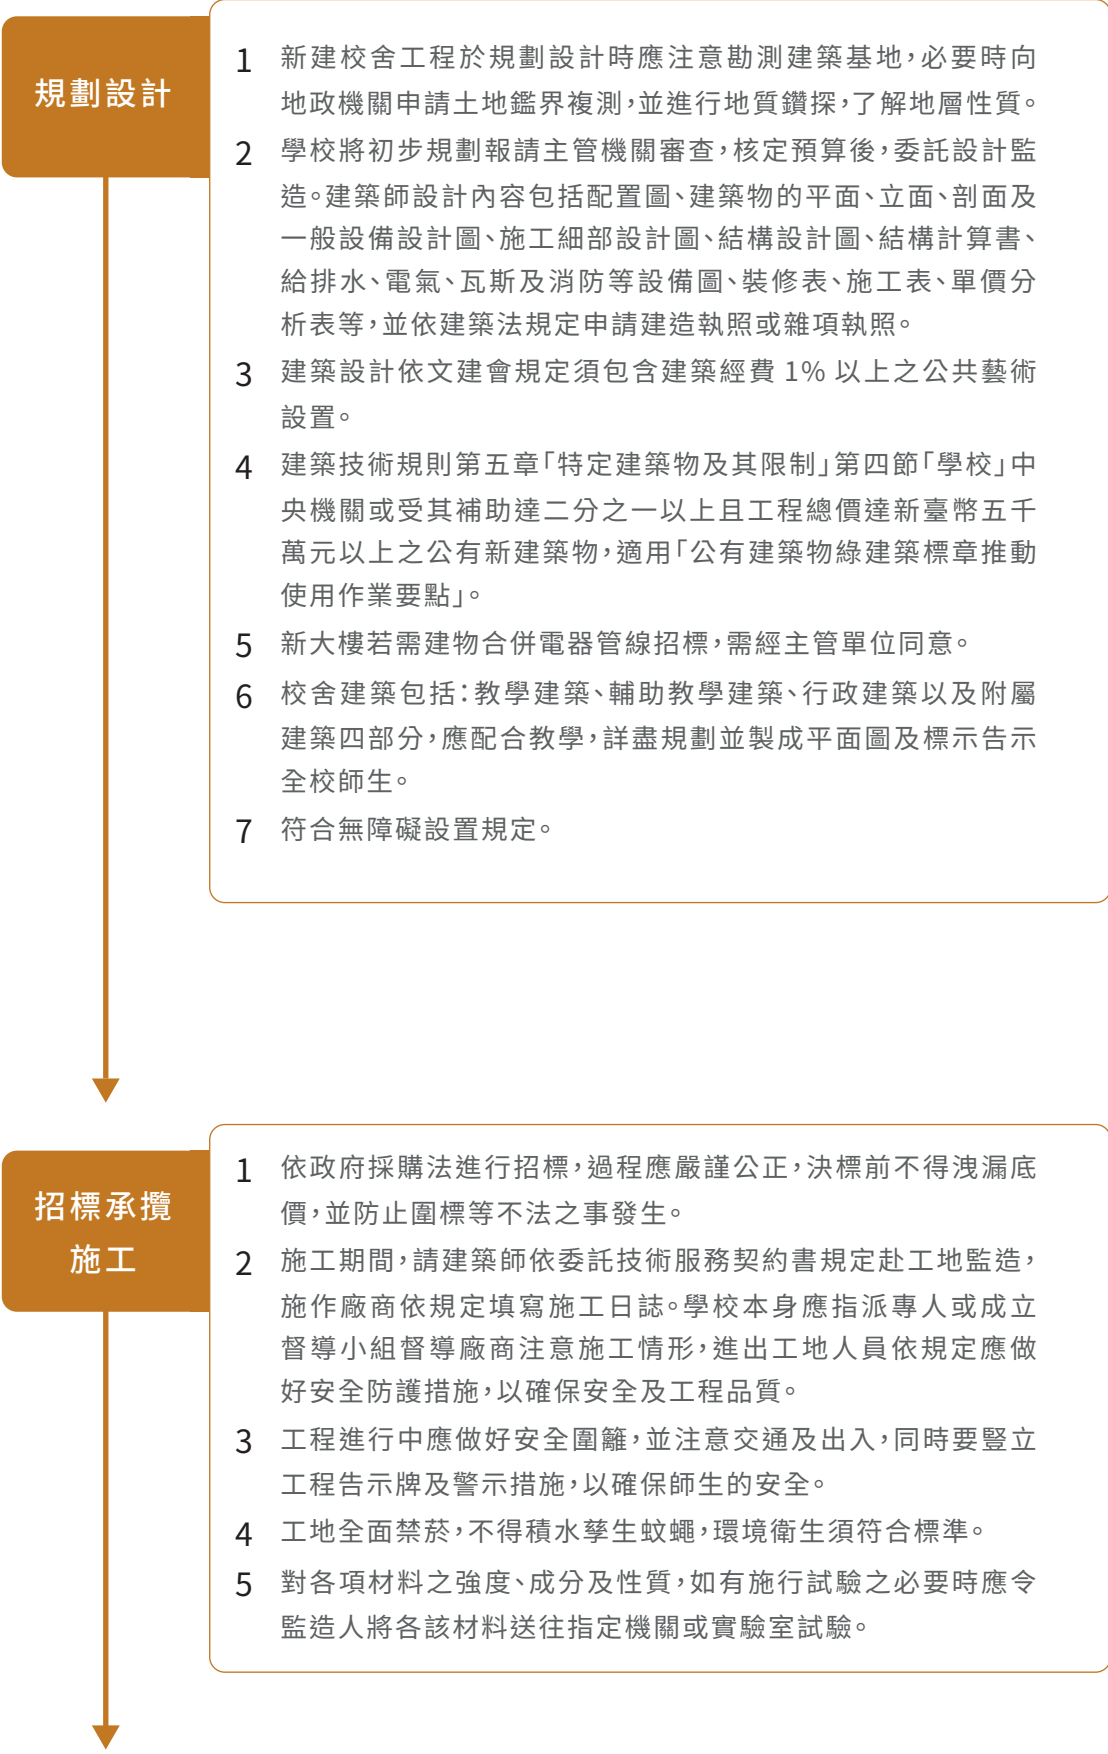 規劃設計
1 新建校舍工程於規劃設計時應注意勘測建築基地，必要時向
地政機關申請土地鑑界複測，並進行地質鑽探，了解地層性質。
2 學校將初步規劃報請主管機關審查，核定預算後，委託設計監
造。建築師設計內容包括配置圖、建築物的平面、立面、剖面及
一般設備設計圖、施工細部設計圖、結構設計圖、結構計算書、
給排水、電氣、瓦斯及消防等設備圖、裝修表、施工表、單價分
析表等，並依建築法規定申請建造執照或雜項執照。
3 建築設計依文建會規定須包含建築經費 1% 以上之公共藝術
設置。
4 建築技術規則第五章「特定建築物及其限制」第四節「學校」中
央機關或受其補助達二分之一以上且工程總價達新臺幣五千
萬元以上之公有新建築物，適用「公有建築物綠建築標章推動
使用作業要點」。
5 新大樓若需建物合併電器管線招標，需經主管單位同意。
6 校舍建築包括：教學建築、輔助教學建築、行政建築以及附屬
建築四部分，應配合教學，詳盡規劃並製成平面圖及標示告示
全校師生。
7 符合無障礙設置規定。
招標承攬
施工
1 依政府採購法進行招標，過程應嚴謹公正，決標前不得洩漏底
價，並防止圍標等不法之事發生。
2 施工期間，請建築師依委託技術服務契約書規定赴工地監造，
施作廠商依規定填寫施工日誌。學校本身應指派專人或成立
督導小組督導廠商注意施工情形，進出工地人員依規定應做
好安全防護措施，以確保安全及工程品質。
3 工程進行中應做好安全圍籬，並注意交通及出入，同時要豎立
工程告示牌及警示措施，以確保師生的安全。
4 工地全面禁菸，不得積水孳生蚊蠅，環境衛生須符合標準。
5 對各項材料之強度、成分及性質，如有施行試驗之必要時應令
監造人將各該材料送往指定機關或實驗室試驗。